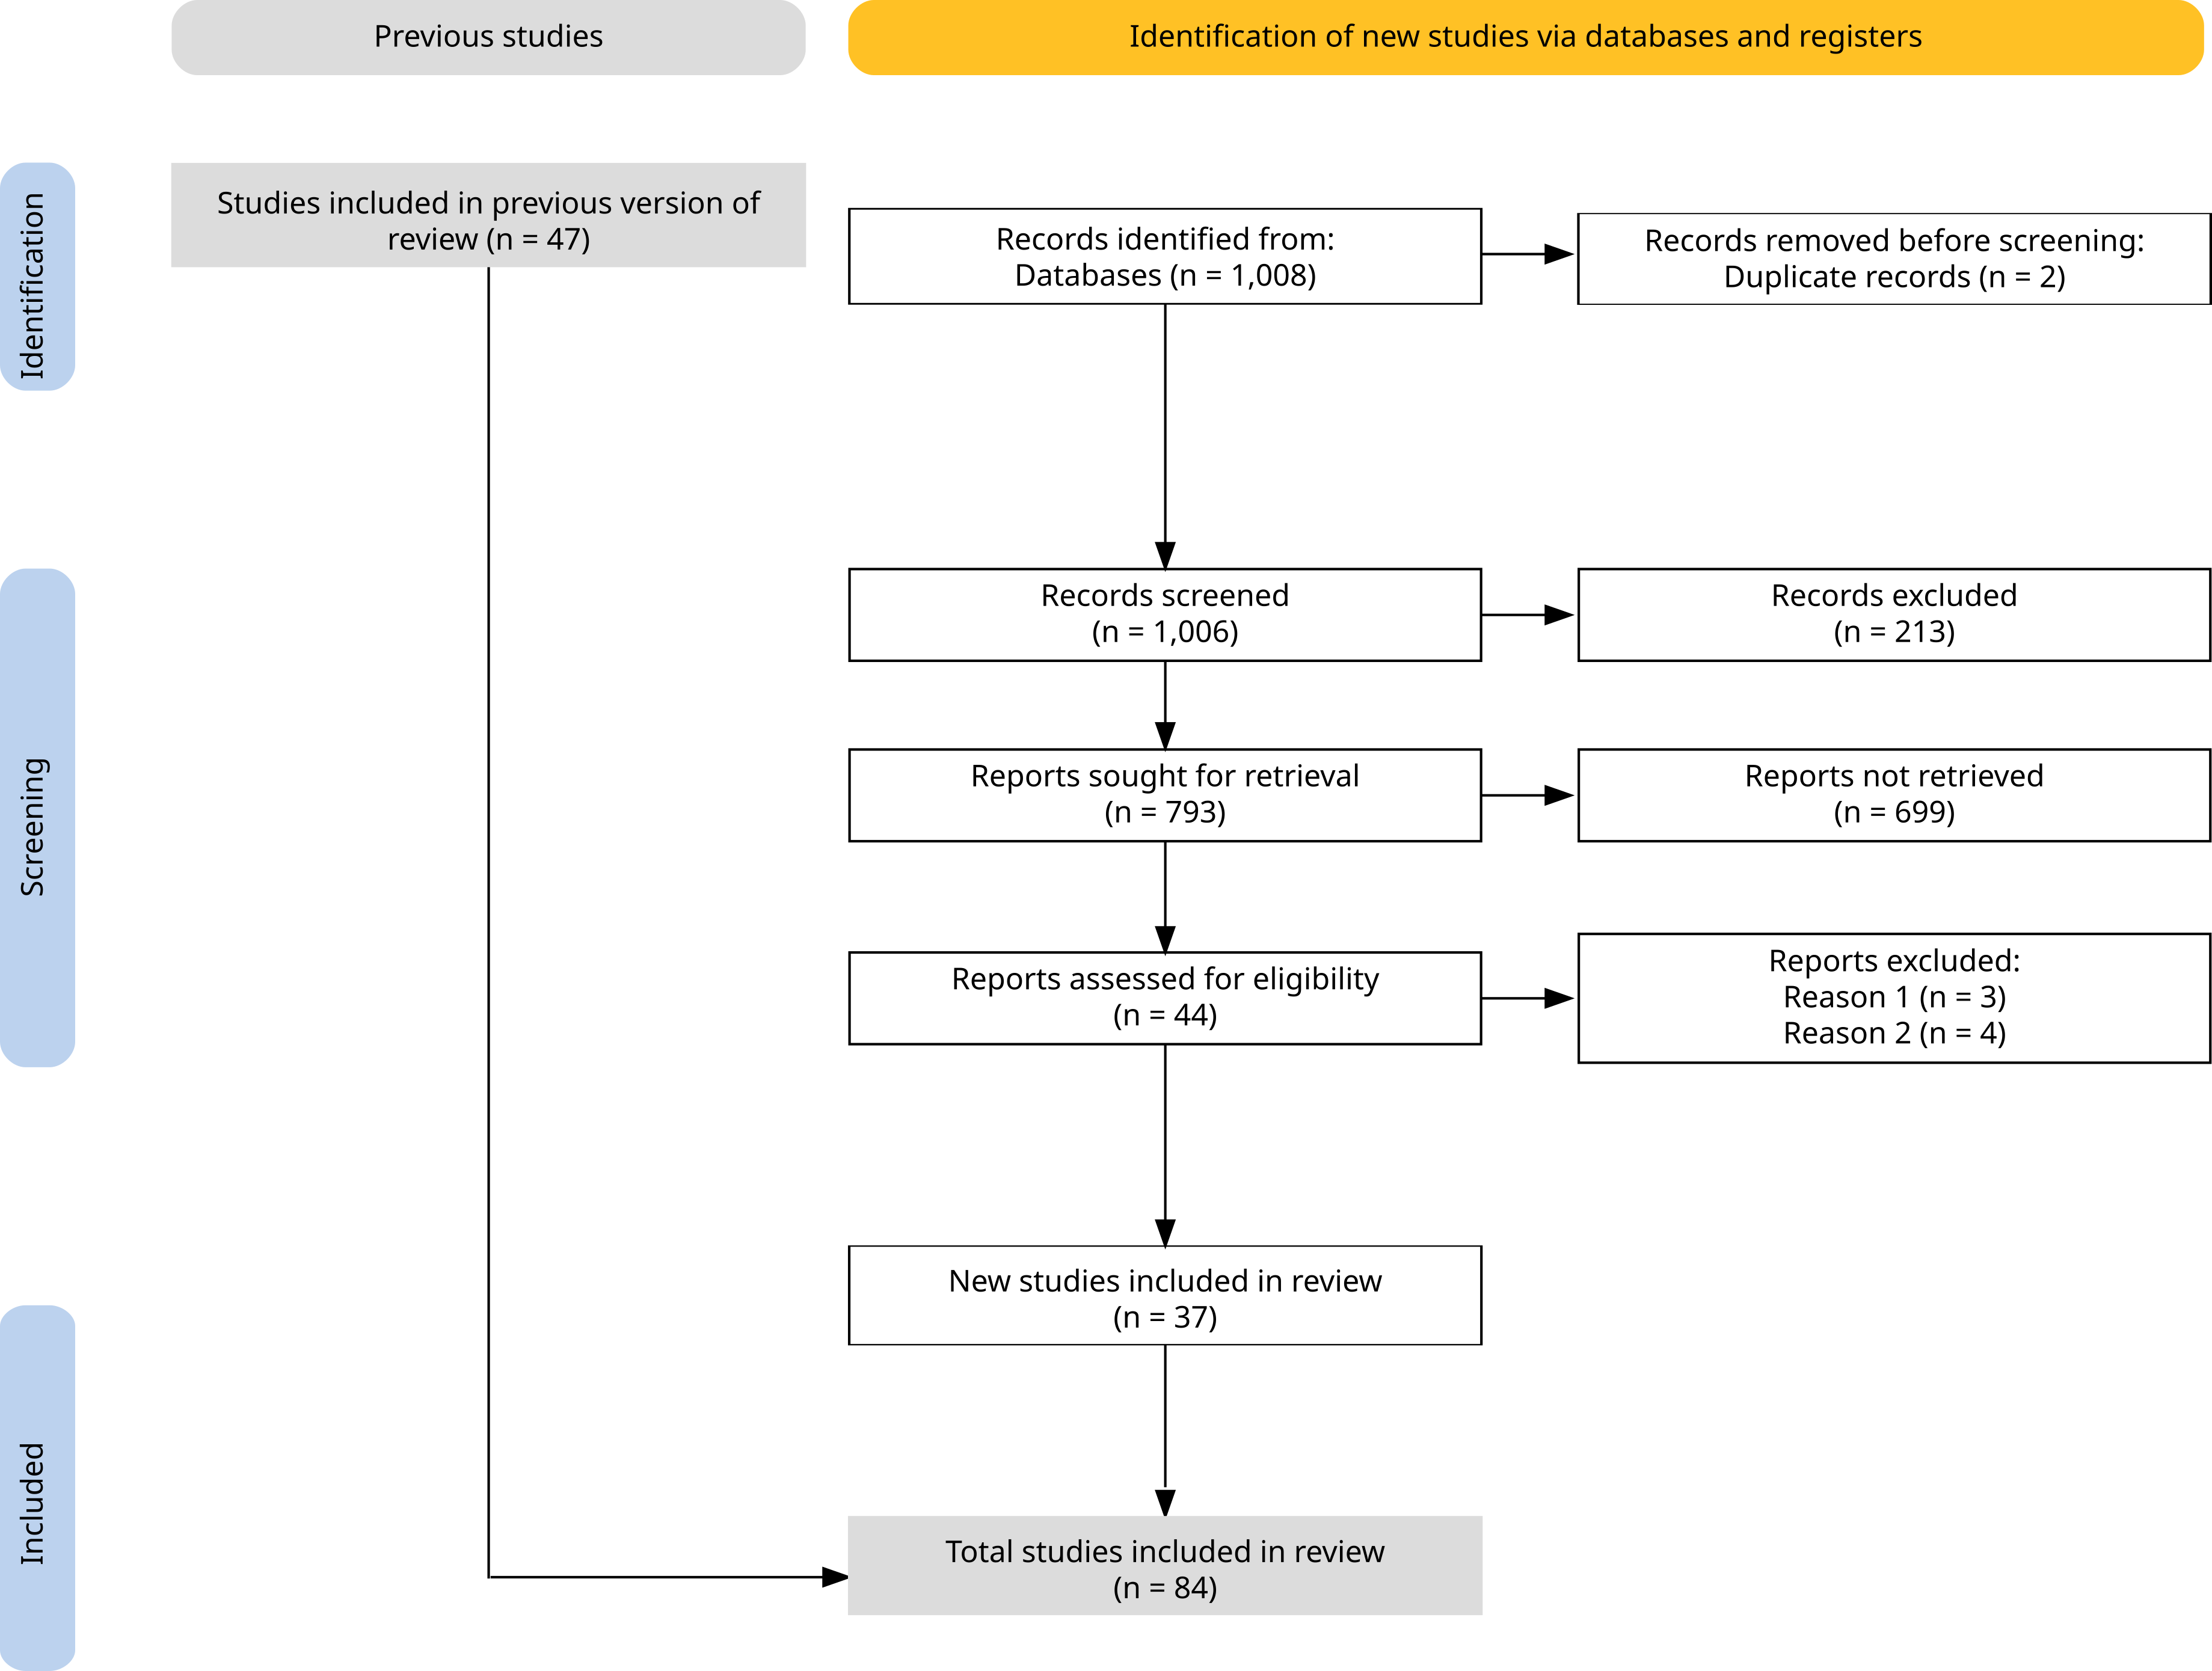 Previous studies
Identification of new studies via databases and registers
Identification
Studies included in previous version of
review (n = 47)
Records identified from:
Databases (n = 1,008)
Records removed before screening:
Duplicate records (n = 2)
Screening
Records screened
(n = 1,006)
Records excluded
(n = 213)
Reports sought for retrieval
(n = 793)
Reports not retrieved
(n = 699)
Reports assessed for eligibility
(n = 44)
Reports excluded:
Reason 1 (n = 3)
Reason 2 (n = 4)
Included
New studies included in review
(n = 37)
Total studies included in review
(n = 84)